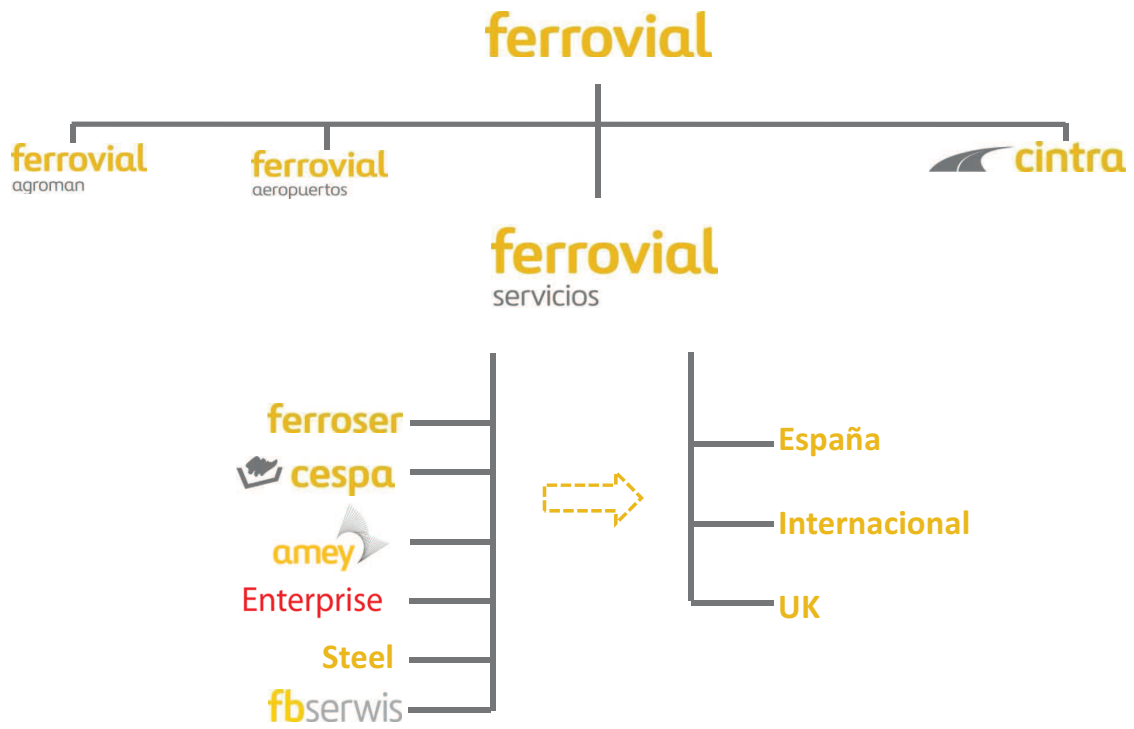 ferrovial
ferrovial
agroman
ferrovial
aeropuertos
cintra
ferrovial
servicios
ferroser
cespa
amey
Enterprise
Steel
fbserwis
España
Internacional
UK